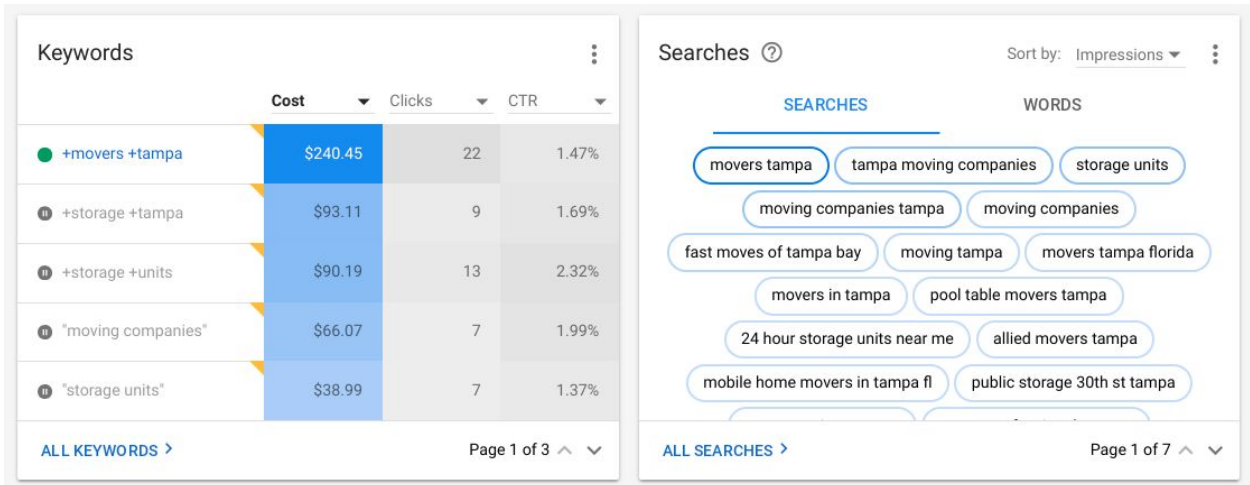 Keywords
Cost Clicks CTR
+movers +tampa $240.45 22 1.47%
+storage +tampa $93.11 9 1.69%
+storage +units $90.19 13 2.32%
"moving companies" $66.07 7 1.99%
"storage units" $38.99 7 1.37%
ALL KEYWORDS Page 1 of 3
Searches ? Sort by: Impressions
SEARCHES WORDS
movers tampa tampa moving companies storage units
moving companies tampa moving companies
fast moves of tampa bay moving tampa movers tampa florida
movers in tampa pool table movers tampa
24 hour storage units near me allied movers tampa
mobile home movers in tampa fl public storage 30th st tampa
ALL SEARCHES Page 1 of 7